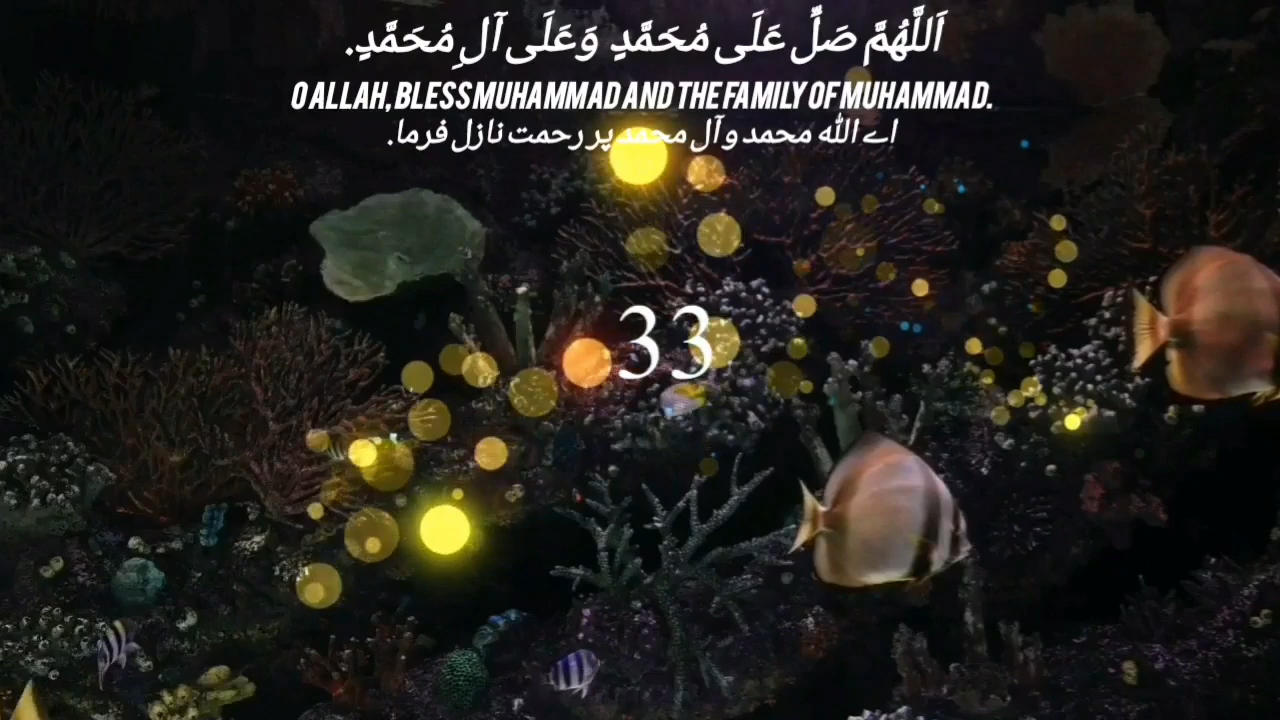 اَللَّهُمَّ صَلِّ عَلَى مُحَمَّدٍ وَعَلَى آلِ مُحَمَّدٍ.
O ALLAH, BLESS MUHAMMAD AND THE FAMILY OF MUHAMMAD.
اے اللہ محمد و آل محمد پر رحمت نازل فرما.
33